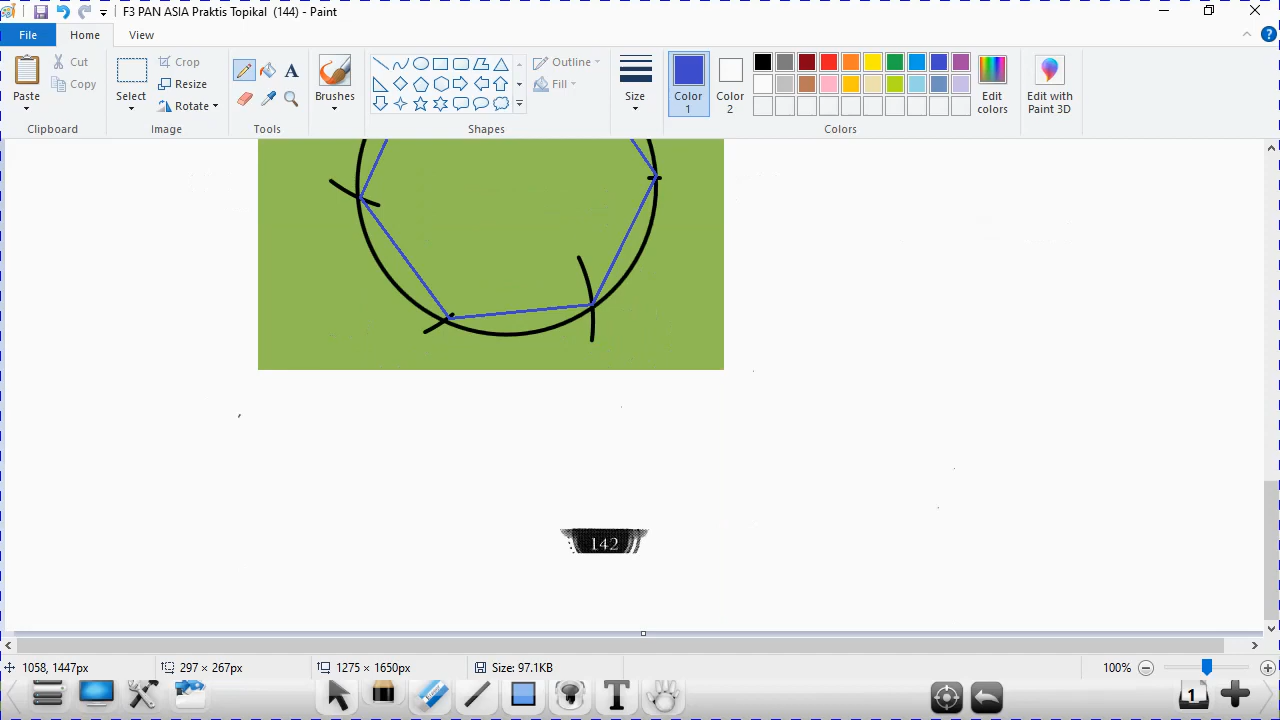 F3 PAN ASIA Praktis Topikal (144) - Paint
File Home View
Paste
Cut
Copy
Clipboard
Select
Crop
Resize
Rotate
Image
A
Tools
Brushes
Shapes
Outline
Fill
Size
Color 1
Color 2
Colors
Edit colors
Edit with Paint 3D
142
1058, 1447px 297 × 267px 1275 × 1650px Size: 97.1KB 100%
T 1